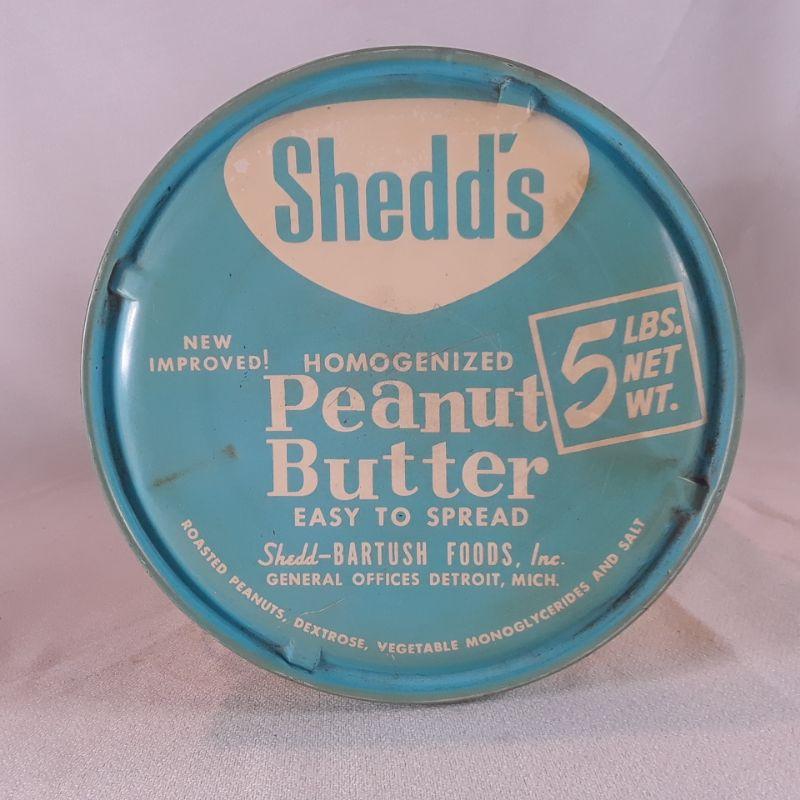 Shedd's
5 LBS.
NET
WT.
NEW
IMPROVED!
HOMOGENIZED
Peanut
Butter
EASY TO SPREAD
Shedd-BARTUSH FOODS, Inc.
GENERAL OFFICES DETROIT, MICH.
ROASTED PEANUTS, DEXTROSE, VEGETABLE MONOGLYCERIDES AND SALT